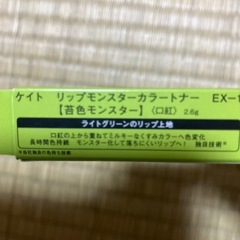 ケイト　リップモンスターカラートナー　EX-1
【苔色モンスター】〈口紅〉 2.6g
ライトグリーンのリップ上地
口紅の上から重ねてミルキーなくすみカラーへ色変化
長時間色持続　モンスター化して落ちにくいリップへ！　独自技術※